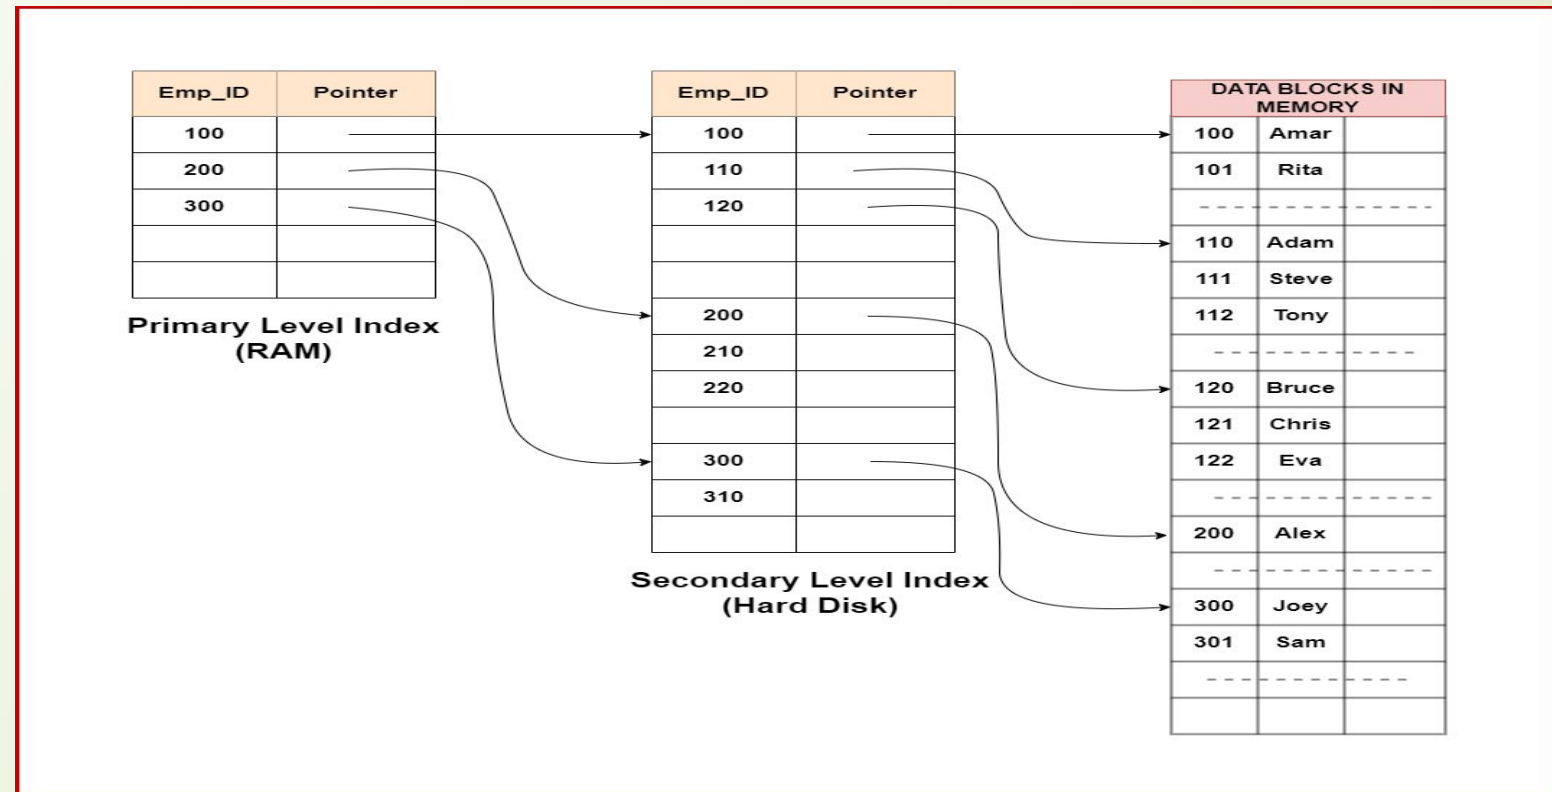 Emp_ID Pointer
100
200
300
Primary Level Index
(RAM)
Emp_ID Pointer
100
110
120
200
210
220
300
310
Secondary Level Index
(Hard Disk)
DATA BLOCKS IN
MEMORY
100 Amar
101 Rita
110 Adam
111 Steve
112 Tony
120 Bruce
121 Chris
122 Eva
200 Alex
300 Joey
301 Sam